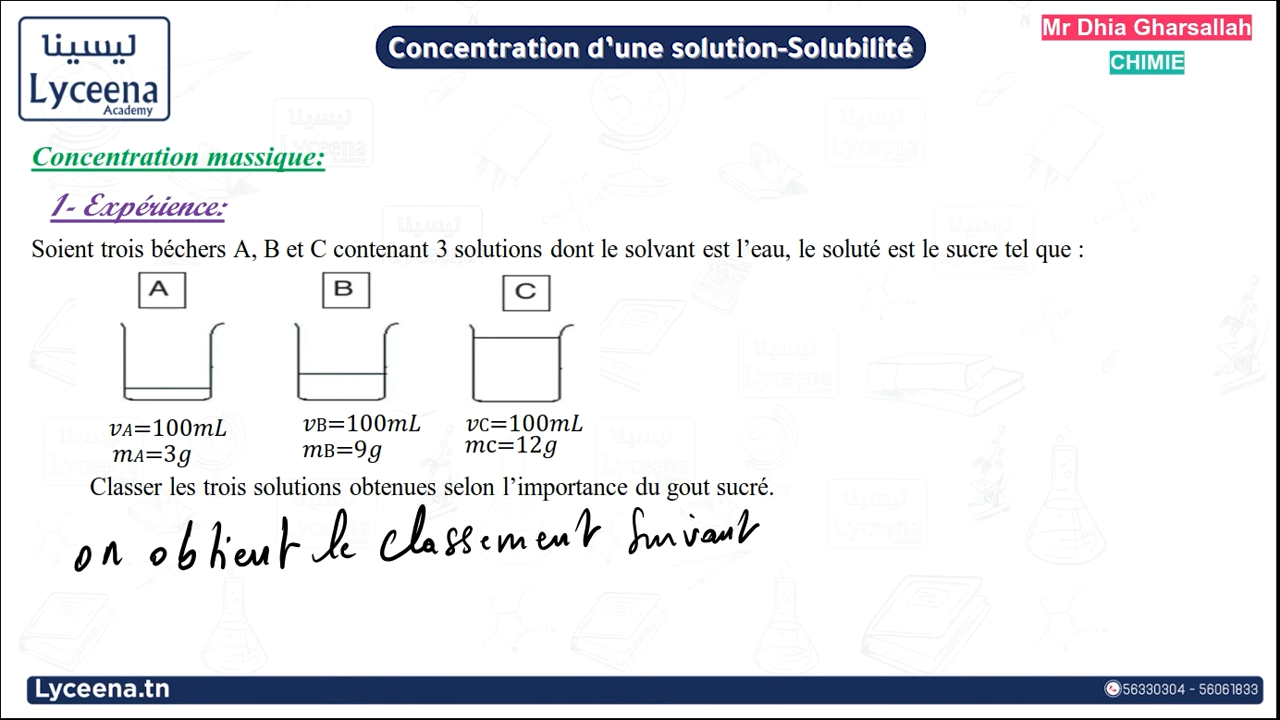 ليسينا
Lyceena
Academy
Concentration d'une solution-Solubilité
Mr Dhia Gharsallah
CHIMIE
Concentration massique:
1- Expérience:
Soient trois béchers A, B et C contenant 3 solutions dont le solvant est l'eau, le soluté est le sucre tel que :
A B C
vA=100mL vB=100mL vC=100mL
mA=3g mB=9g mC=12g
Classer les trois solutions obtenues selon l'importance du gout sucré.
on obtient le classement suivant
Lyceena.tn
56330304 - 56061833